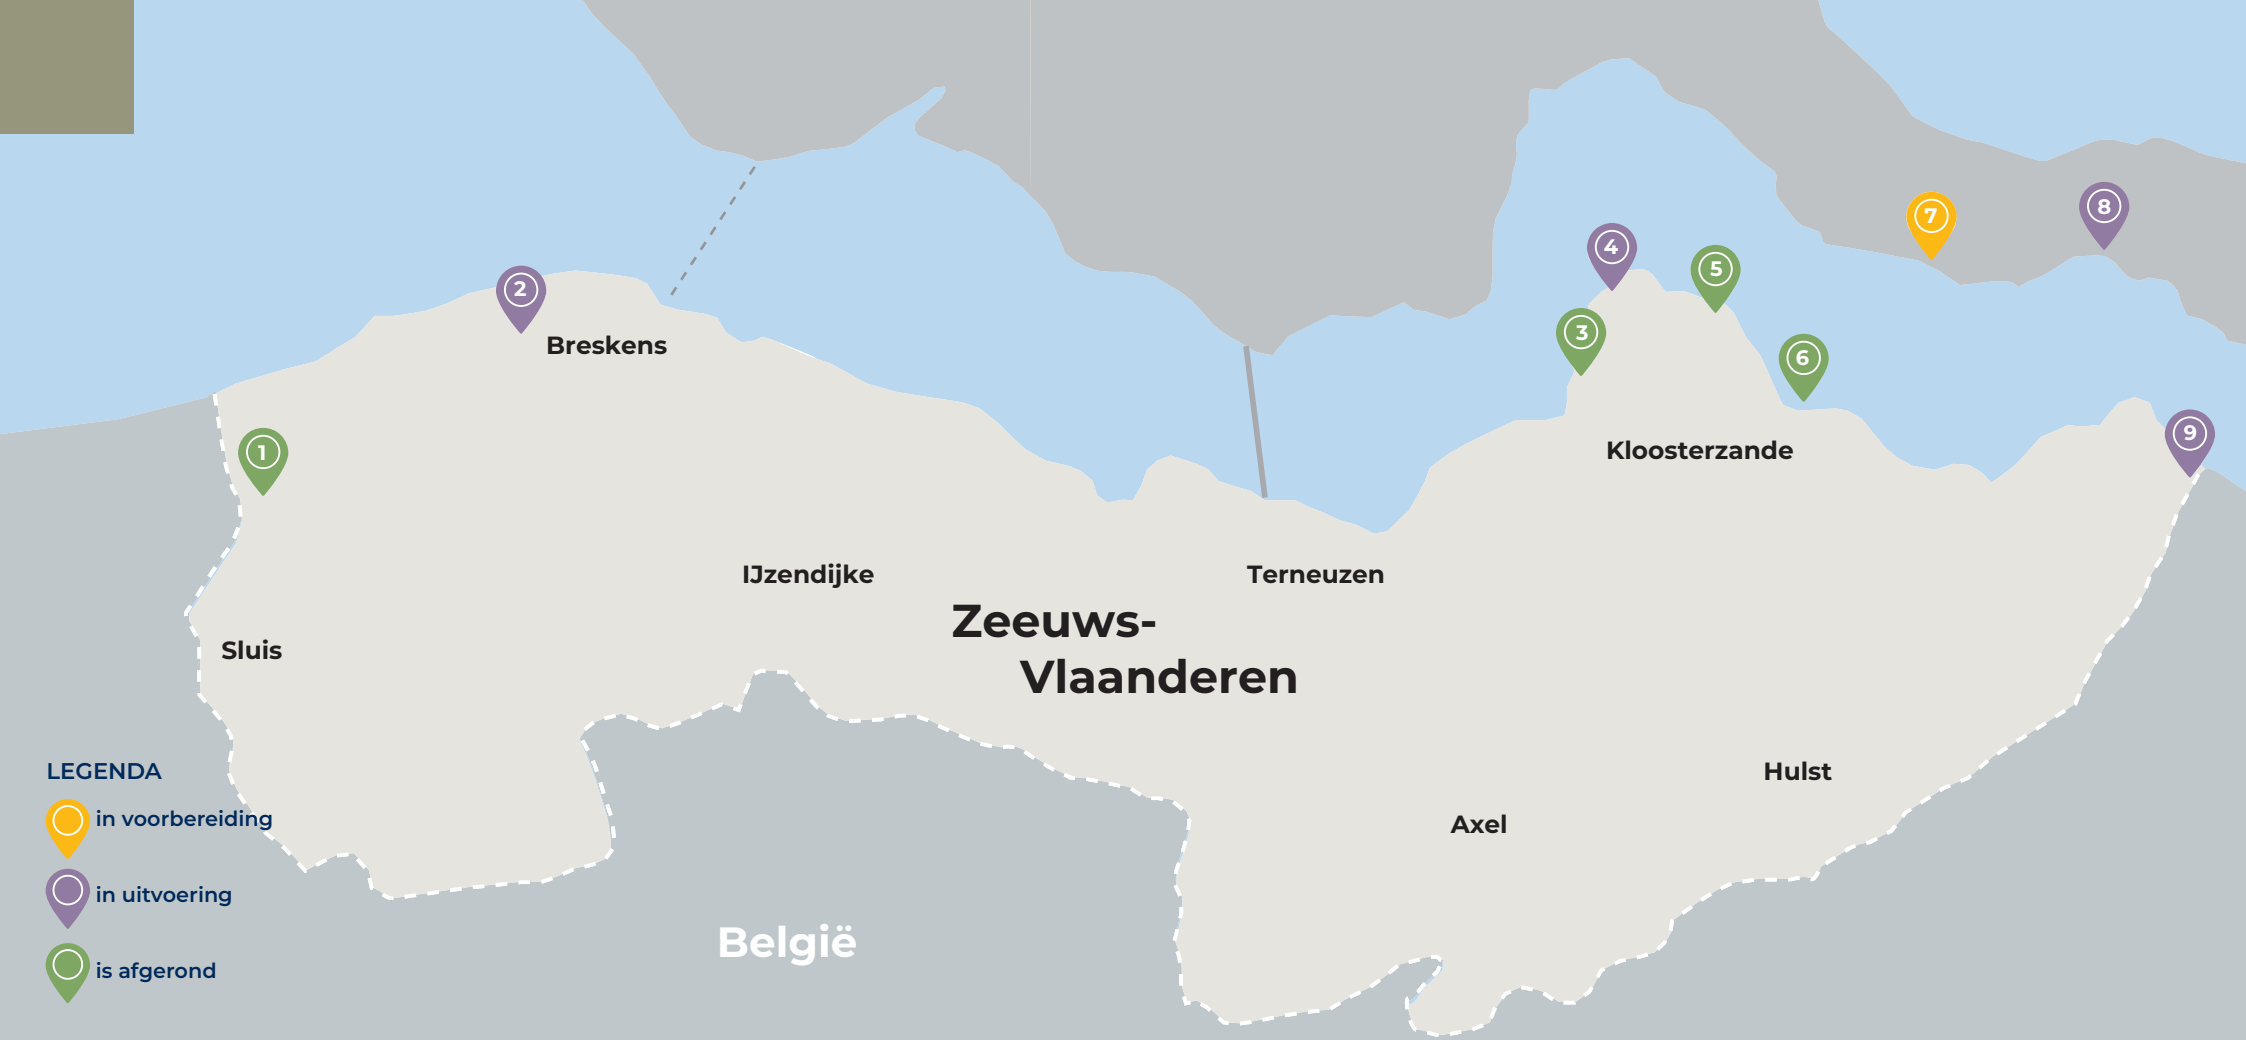 7
8
4
5
2
3
6
Breskens
9
1
Kloosterzande
IJzendijke
Terneuzen
Zeeuws-
Vlaanderen
Sluis
Hulst
Axel
België
LEGENDA
in voorbereiding
in uitvoering
is afgerond